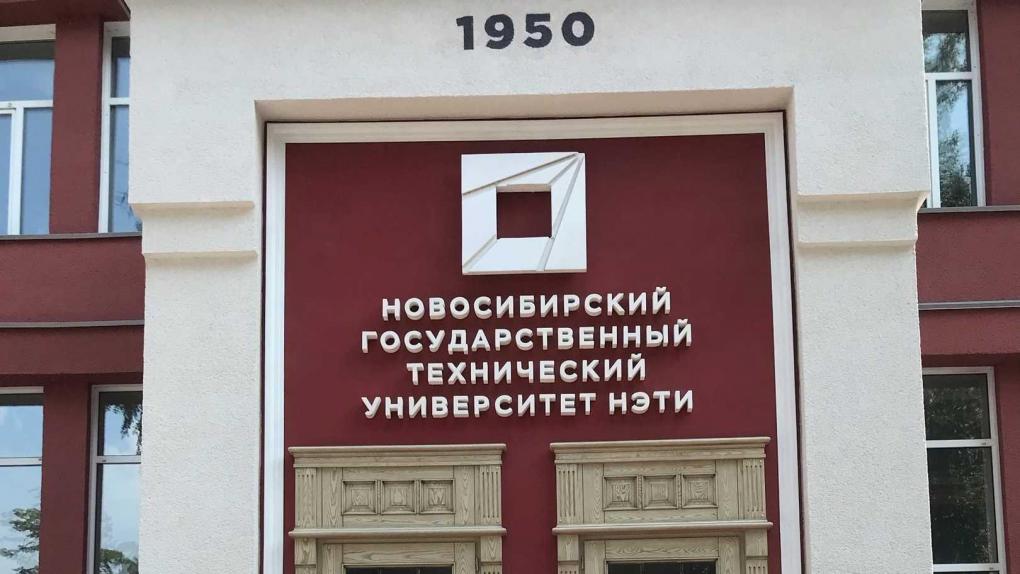 1950
НОВОСИБИРСКИЙ
ГОСУДАРСТВЕННЫЙ
ТЕХНИЧЕСКИЙ
УНИВЕРСИТЕТ НЭТИ